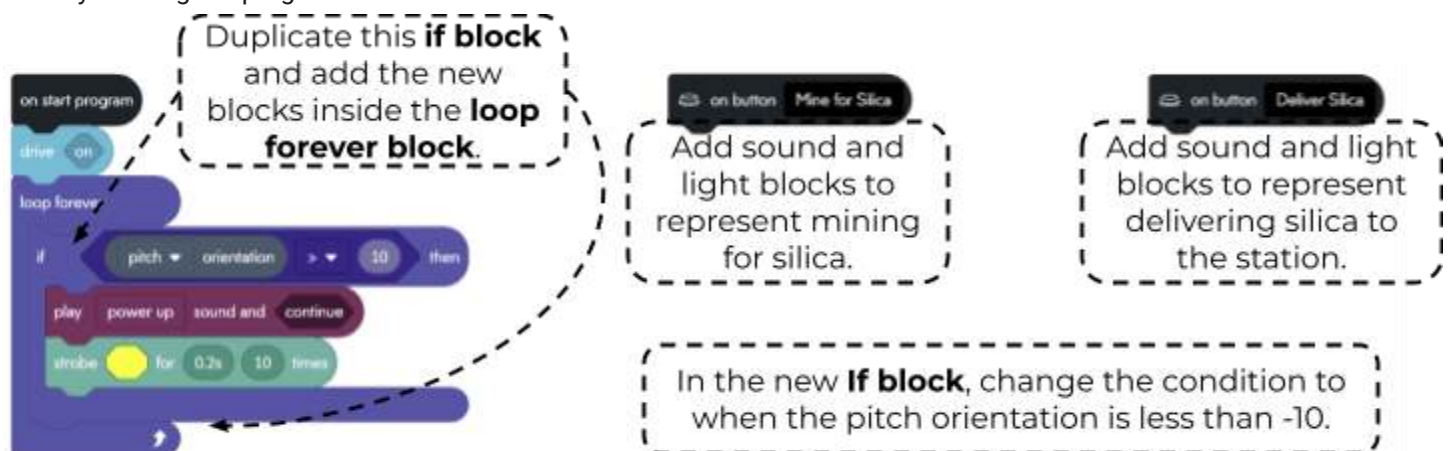 Duplicate this if block
and add the new
blocks inside the loop
forever block.
on start program
drive on
loop forever
if pitch orientation > 10 then
play power up sound and continue
strobe for 0.2s 10 times
on button Mine for Silica
Add sound and
light blocks to
represent mining
for silica.
on button Deliver Silica
Add sound and light
blocks to represent
delivering silica to
the station.
In the new If block, change the condition to
when the pitch orientation is less than -10.